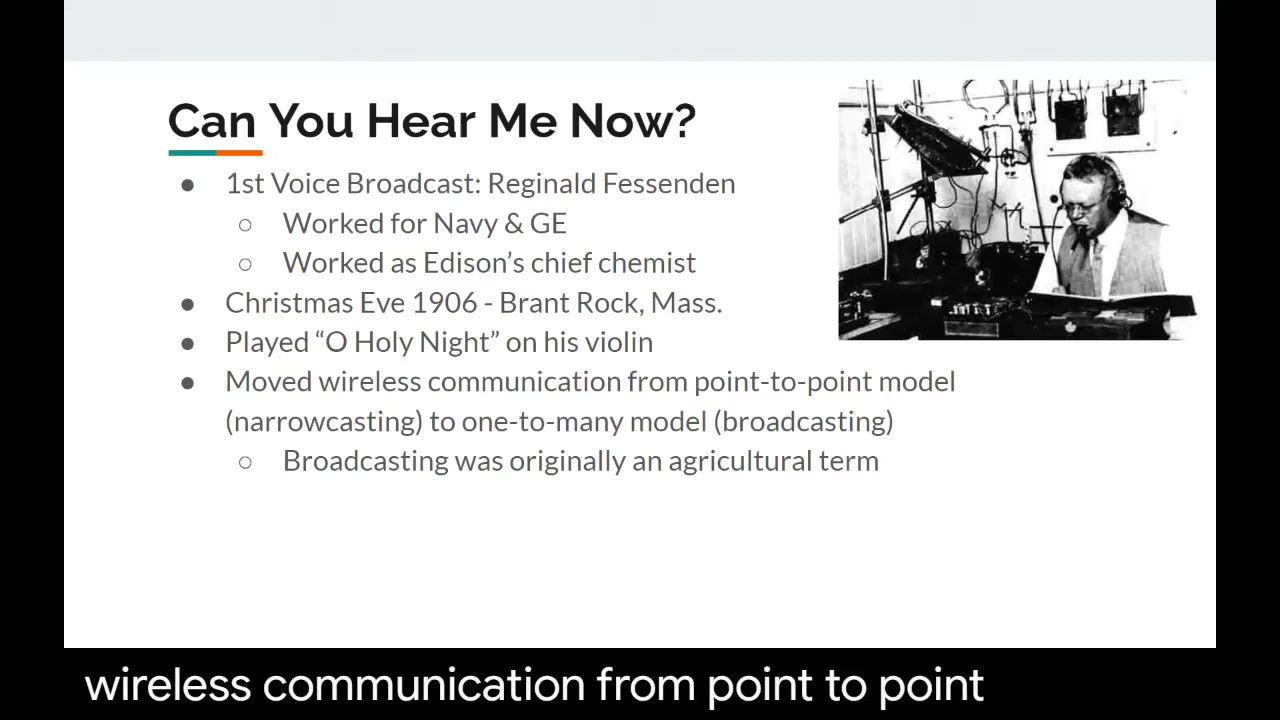 Can You Hear Me Now?
● 1st Voice Broadcast: Reginald Fessenden
○ Worked for Navy & GE
○ Worked as Edison’s chief chemist
● Christmas Eve 1906 - Brant Rock, Mass.
● Played “O Holy Night” on his violin
● Moved wireless communication from point-to-point model
(narrowcasting) to one-to-many model (broadcasting)
○ Broadcasting was originally an agricultural term
wireless communication from point to point